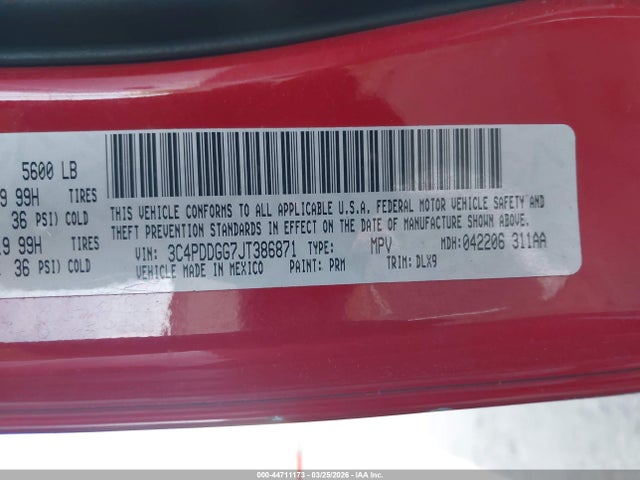 5600 LB
9 99H TIRES
36 PSI) COLD
19 99H TIRES
36 PSI) COLD
THIS VEHICLE CONFORMS TO ALL APPLICABLE U.S.A. FEDERAL MOTOR VEHICLE SAFETY AND
THEFT PREVENTION STANDARDS IN EFFECT ON THE DATE OF MANUFACTURE SHOWN ABOVE.
VIN: 3C4PDDGG7JT386871 TYPE: MPV MDH: 042206 311AA
VEHICLE MADE IN MEXICO PAINT: PRM TRIM: DLX9
000-44711173 - 03/25/2026 - COPYRIGHT IAA, LLC